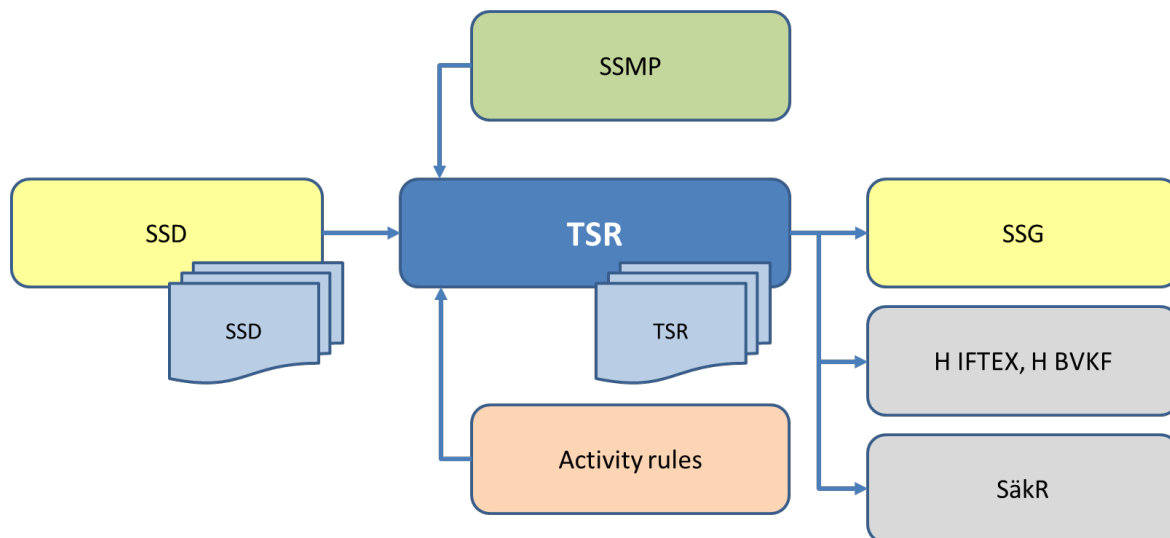 SSMP
SSD
TSR
SSG
SSD
TSR
H IFTEX, H BVKF
Activity rules
SäkR